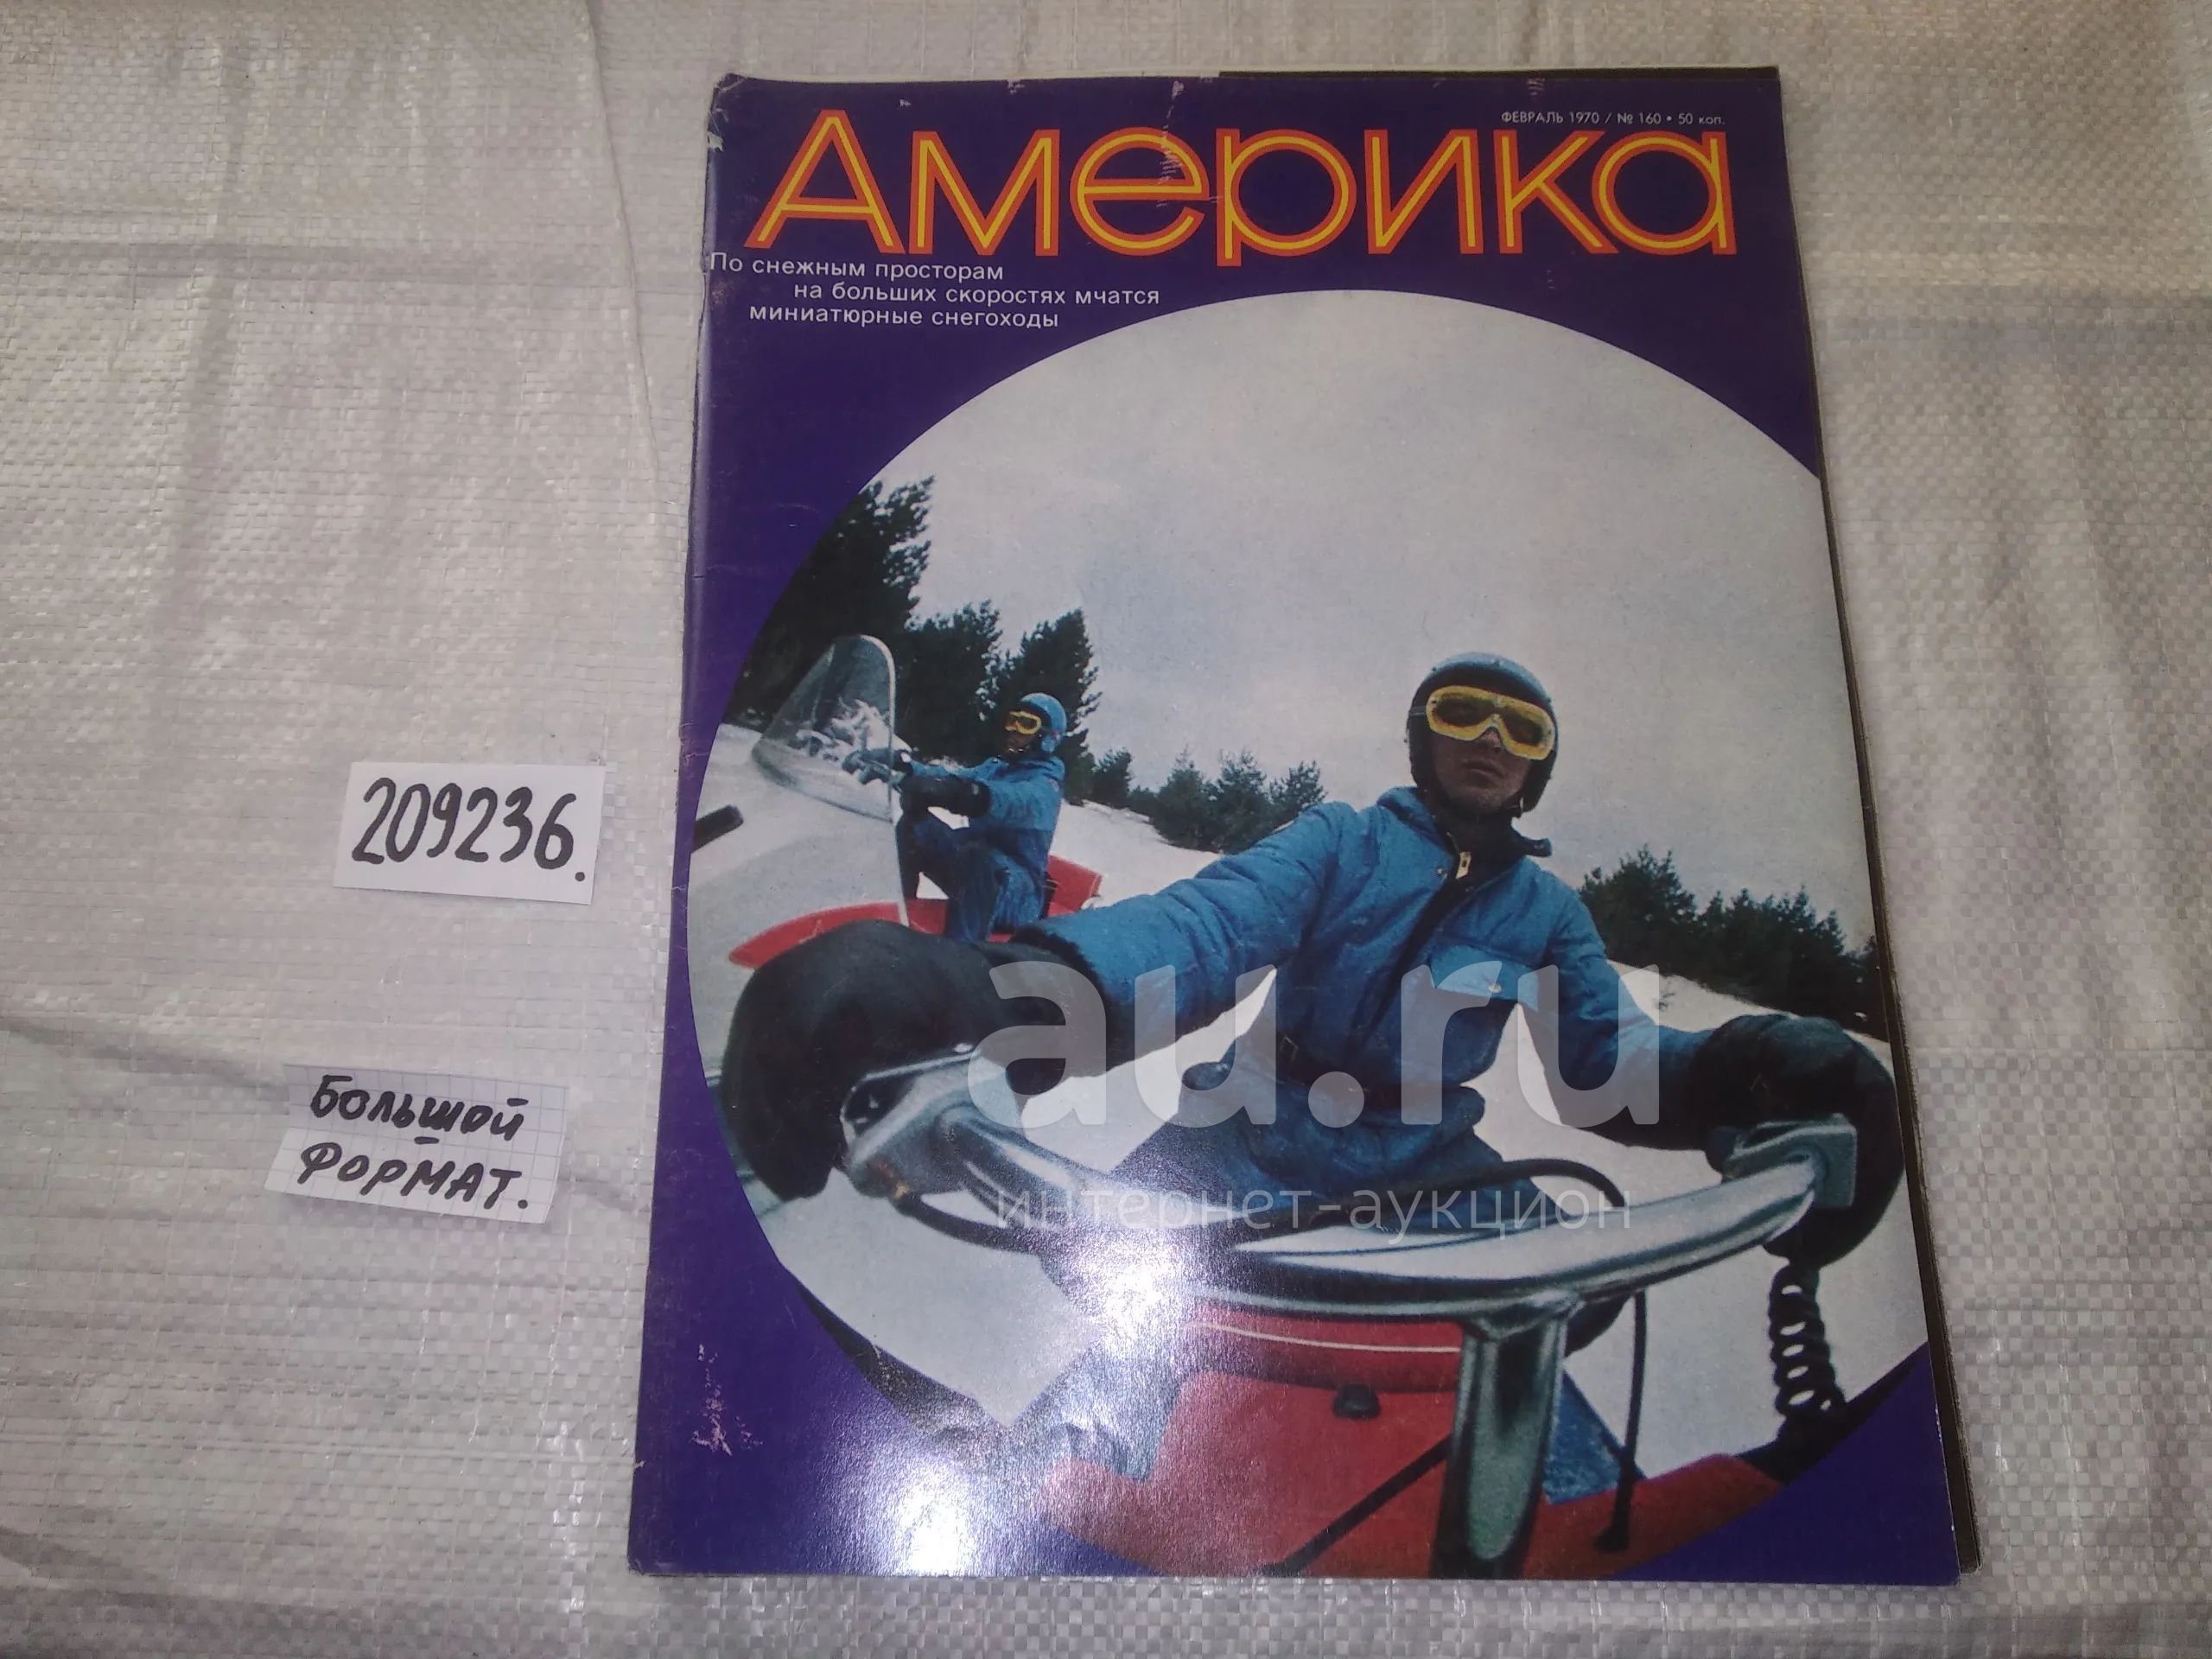 ФЕВРАЛЬ 1970 / № 160 • 50 коп.
Америка
По снежным просторам
на больших скоростях мчатся
миниатюрные снегоходы
209236.
Большой
формат.
au.ru
интернет-аукцион